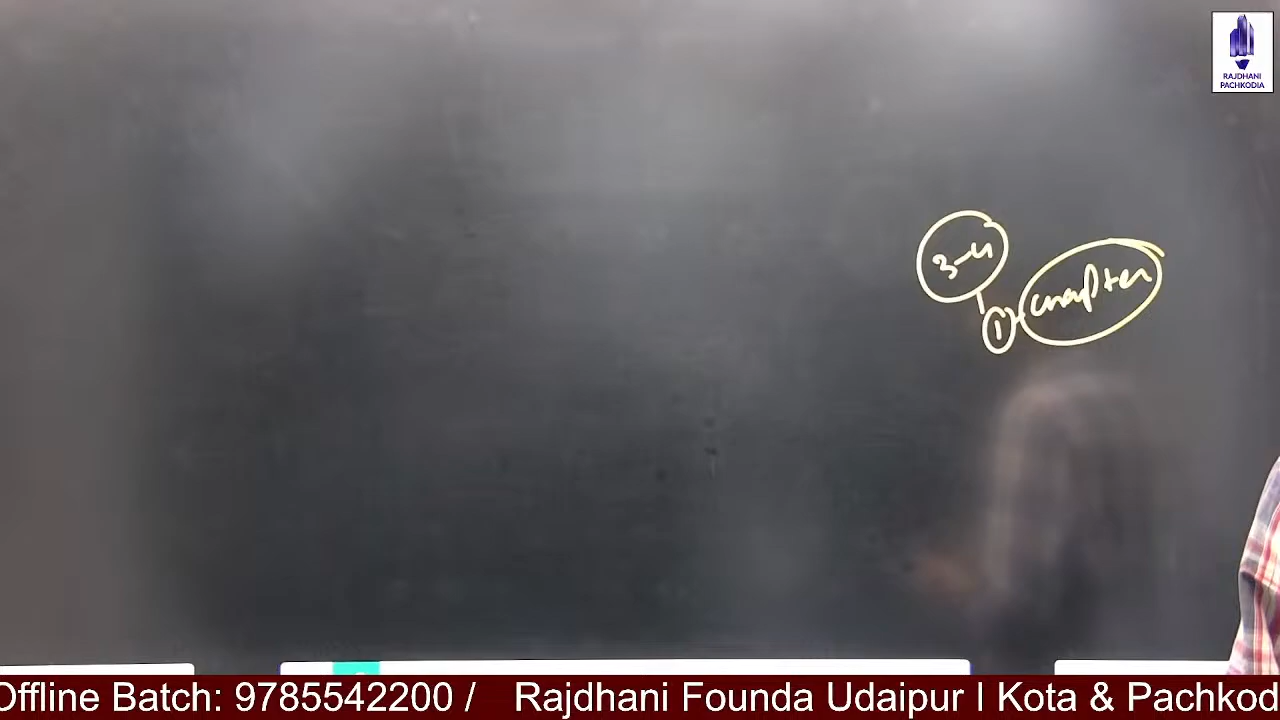 RAJDHANI
PACHKODIA
3-4
1
chapter
Offline Batch: 9785542200 / Rajdhani Founda Udaipur l Kota & Pachkod